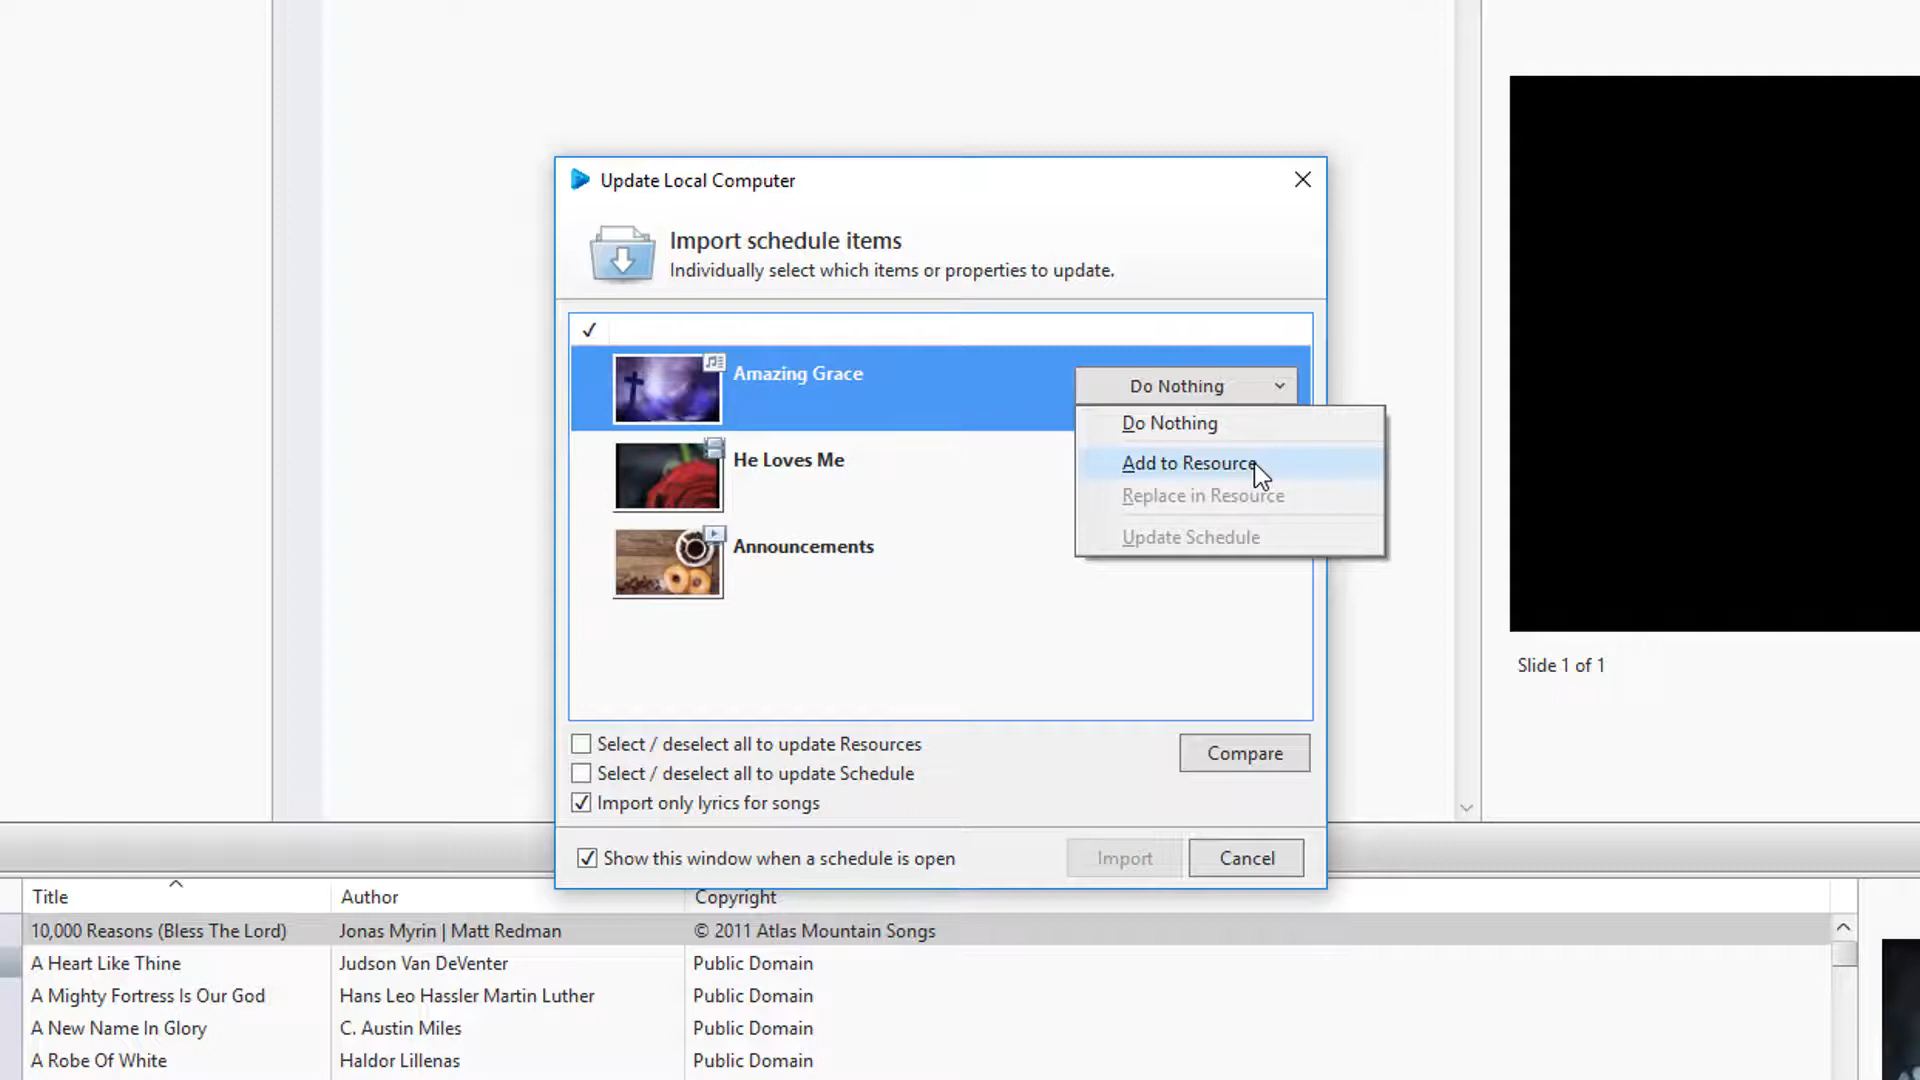 Update Local Computer
Import schedule items
Individually select which items or properties to update.
Amazing Grace
Do Nothing
Do Nothing
Add to Resource
Replace in Resource
Update Schedule
He Loves Me
Announcements
Select / deselect all to update Resources
Select / deselect all to update Schedule
Import only lyrics for songs
Compare
Show this window when a schedule is open
Import
Cancel
Slide 1 of 1
Title Author Copyright
10,000 Reasons (Bless The Lord) Jonas Myrin | Matt Redman © 2011 Atlas Mountain Songs
A Heart Like Thine Judson Van DeVenter Public Domain
A Mighty Fortress Is Our God Hans Leo Hassler Martin Luther Public Domain
A New Name In Glory C. Austin Miles Public Domain
A Robe Of White Haldor Lillenas Public Domain